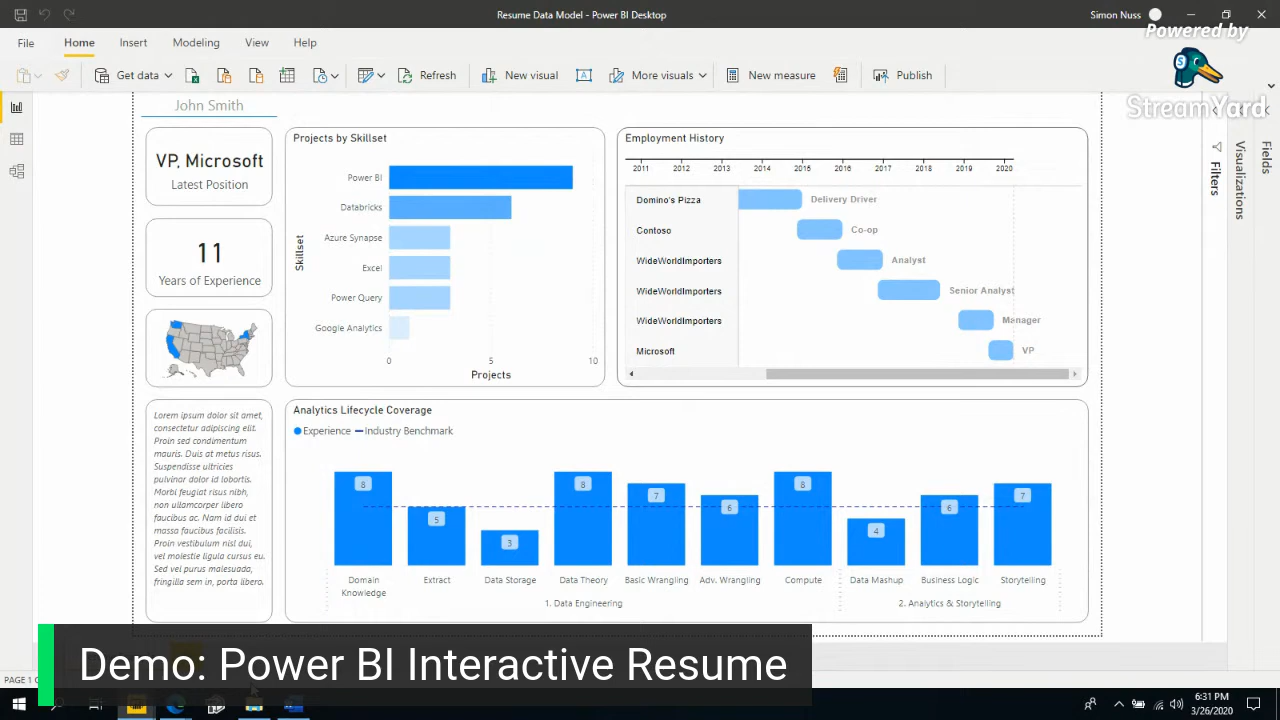 Resume Data Model - Power BI Desktop
Simon Nuss
Powered by
StreamYard
File Home Insert Modeling View Help
Get data Refresh New visual More visuals New measure Publish
John Smith
VP, Microsoft
Latest Position
11
Years of Experience
Lorem ipsum dolor sit amet,
consectetur adipiscing elit.
Proin sed condimentum
mauris. Duis at metus risus.
Suspendisse ultricies
pulvinar dolor id lobortis.
Morbi feugiat risus nibh,
non ullamcorper libero
faucibus ac. Nam id dui et
massa faucibus facilisis.
Proin vestibulum nisl dui,
vel molestie ligula cursus eu.
Sed vel purus malesuada,
fringilla sem in, porta libero.
Projects by Skillset
Skillset
Power BI
Databricks
Azure Synapse
Excel
Power Query
Google Analytics
0 5 10
Projects
Employment History
2011 2012 2013 2014 2015 2016 2017 2018 2019 2020
Domino's Pizza Delivery Driver
Contoso Co-op
WideWorldImporters Analyst
WideWorldImporters Senior Analyst
WideWorldImporters Manager
Microsoft VP
Analytics Lifecycle Coverage
Experience Industry Benchmark
8 5 3 8 7 6 8 4 6 7
Domain Knowledge Extract Data Storage Data Theory Basic Wrangling Adv. Wrangling Compute Data Mashup Business Logic Storytelling
1. Data Engineering 2. Analytics & Storytelling
Filters
Visualizations
Fields
PAGE 1
Demo: Power BI Interactive Resume
6:31 PM
3/26/2020